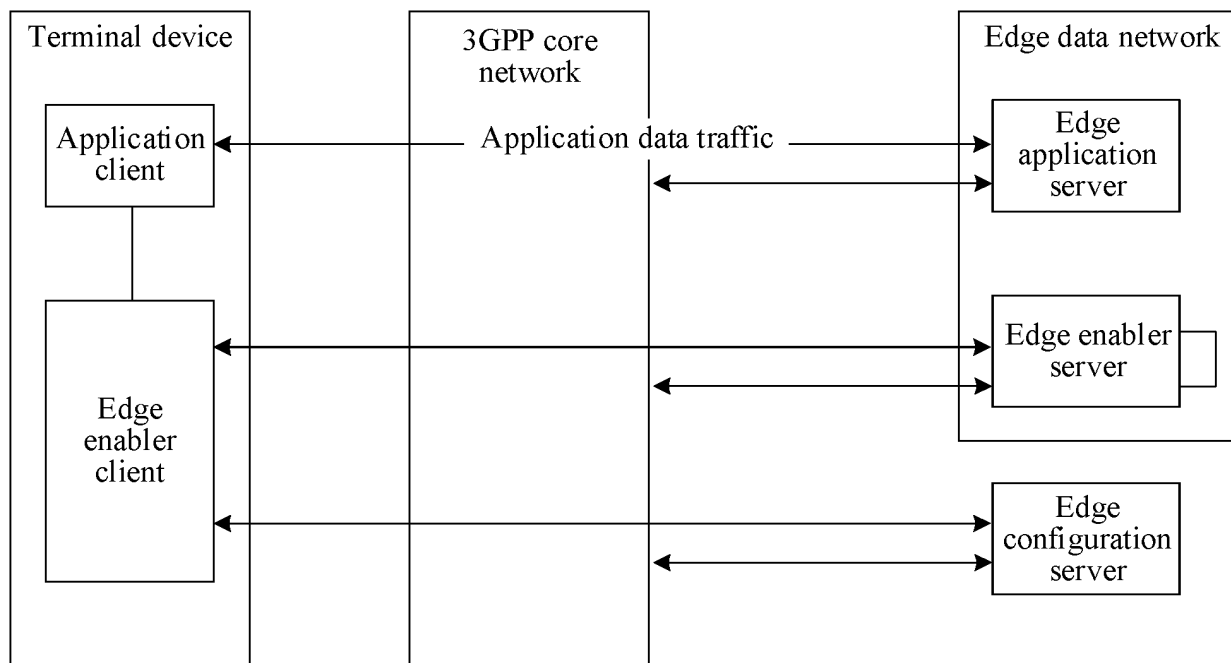 Terminal device
3GPP core
network
Edge data network
Application
client
Application data traffic
Edge
application
server
Edge enabler
server
Edge
enabler
client
Edge
configuration
server